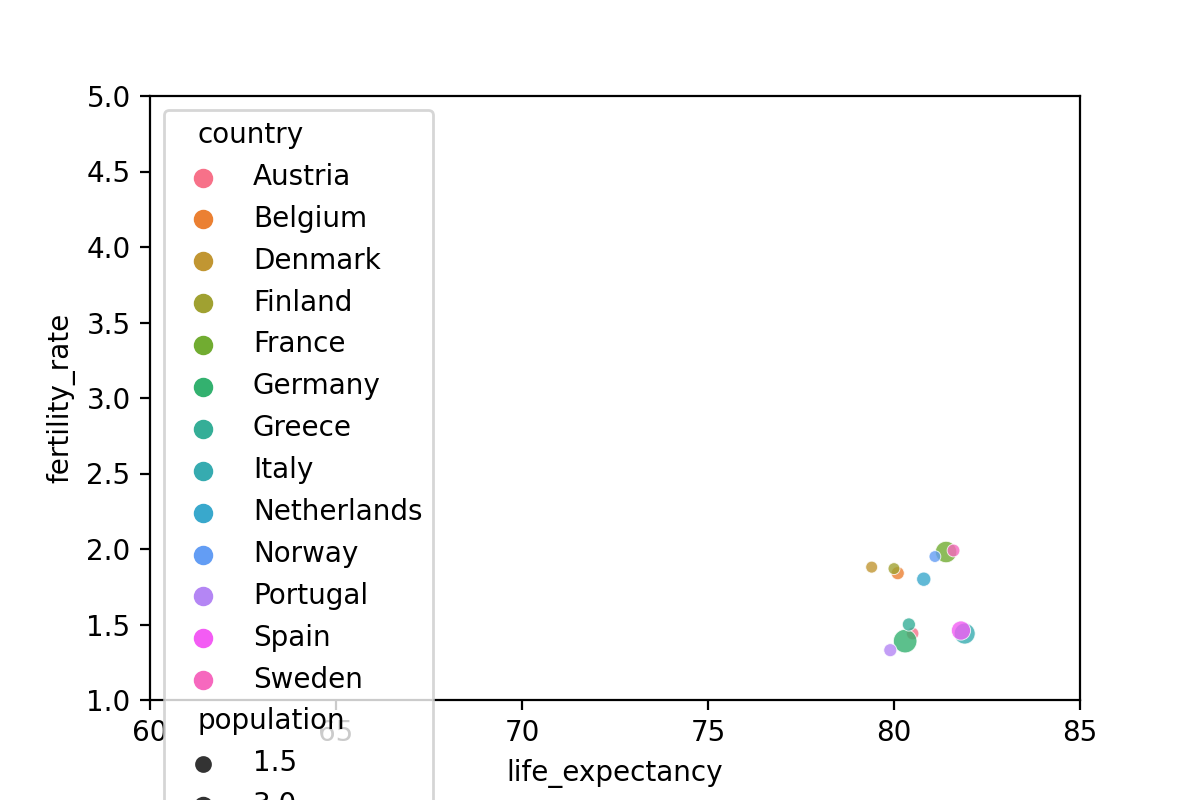 5.0
4.5
4.0
3.5
3.0
2.5
2.0
1.5
1.0
fertility_rate
country
Austria
Belgium
Denmark
Finland
France
Germany
Greece
Italy
Netherlands
Norway
Portugal
Spain
Sweden
population
1.5
3.0
60 65 70 75 80 85
life_expectancy